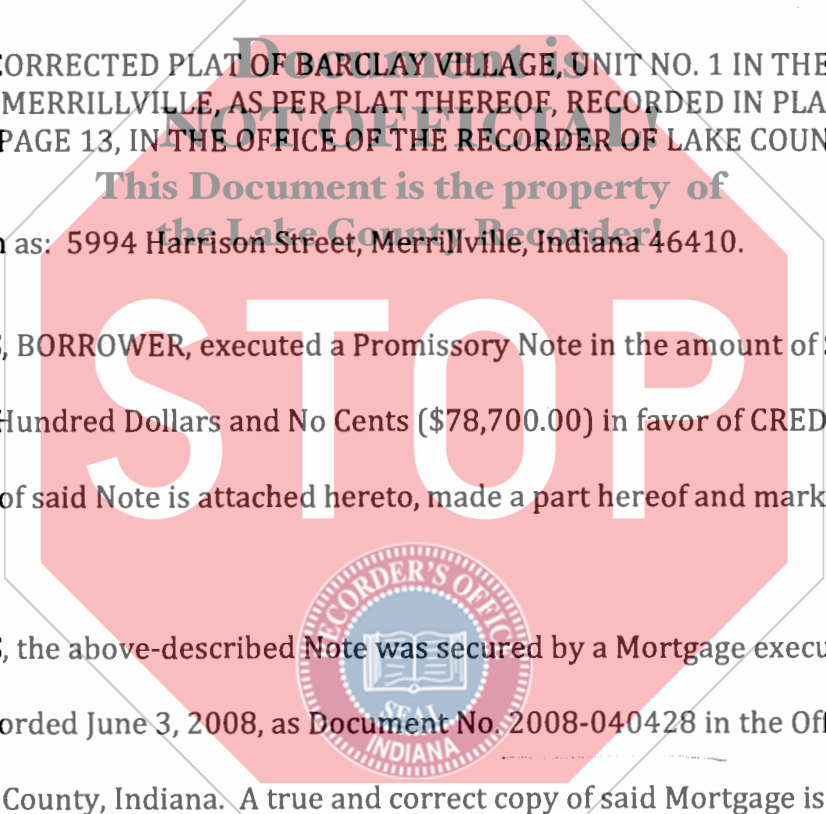 CORRECTED PLAT OF BARCLAY VILLAGE, UNIT NO. 1 IN THE
MERRILLVILLE, AS PER PLAT THEREOF, RECORDED IN PLA
PAGE 13, IN THE OFFICE OF THE RECORDER OF LAKE COUN
Document is
NOT OFFICIAL!
This Document is the property of
the Lake County Recorder!
as: 5994 Harrison Street, Merrillville, Indiana 46410.
STOP
, BORROWER, executed a Promissory Note in the amount of
Hundred Dollars and No Cents ($78,700.00) in favor of CRED
of said Note is attached hereto, made a part hereof and mark
, the above-described Note was secured by a Mortgage execu
orded June 3, 2008, as Document No. 2008-040428 in the Off
County, Indiana. A true and correct copy of said Mortgage is
RECORDER'S OFFIC
SEAL
INDIANA